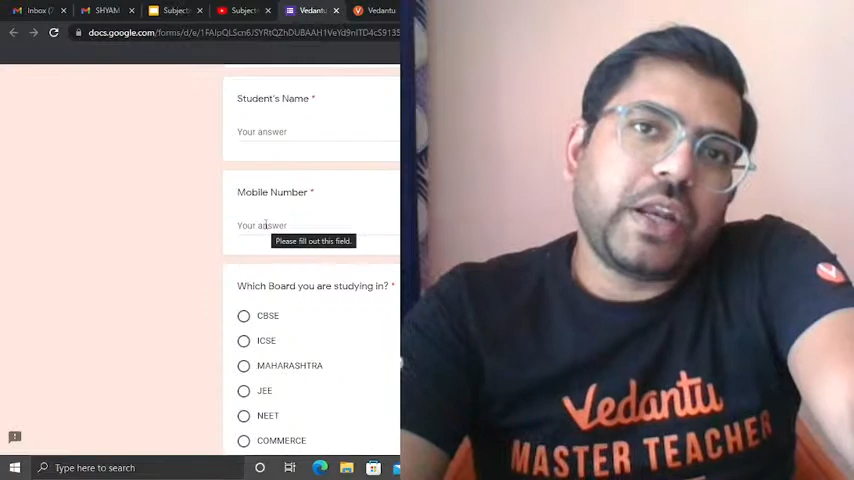 Inbox (7
SHYAM
Subject
Subject
Vedantu
Vedantu
docs.google.com/forms/d/e/
Student's Name *
Your answer
Mobile Number *
Your answer
Please fill out this field.
Which Board you are studying in? *
CBSE
ICSE
MAHARASHTRA
JEE
NEET
COMMERCE
Type here to search
Vedantu
MASTER TEACHER